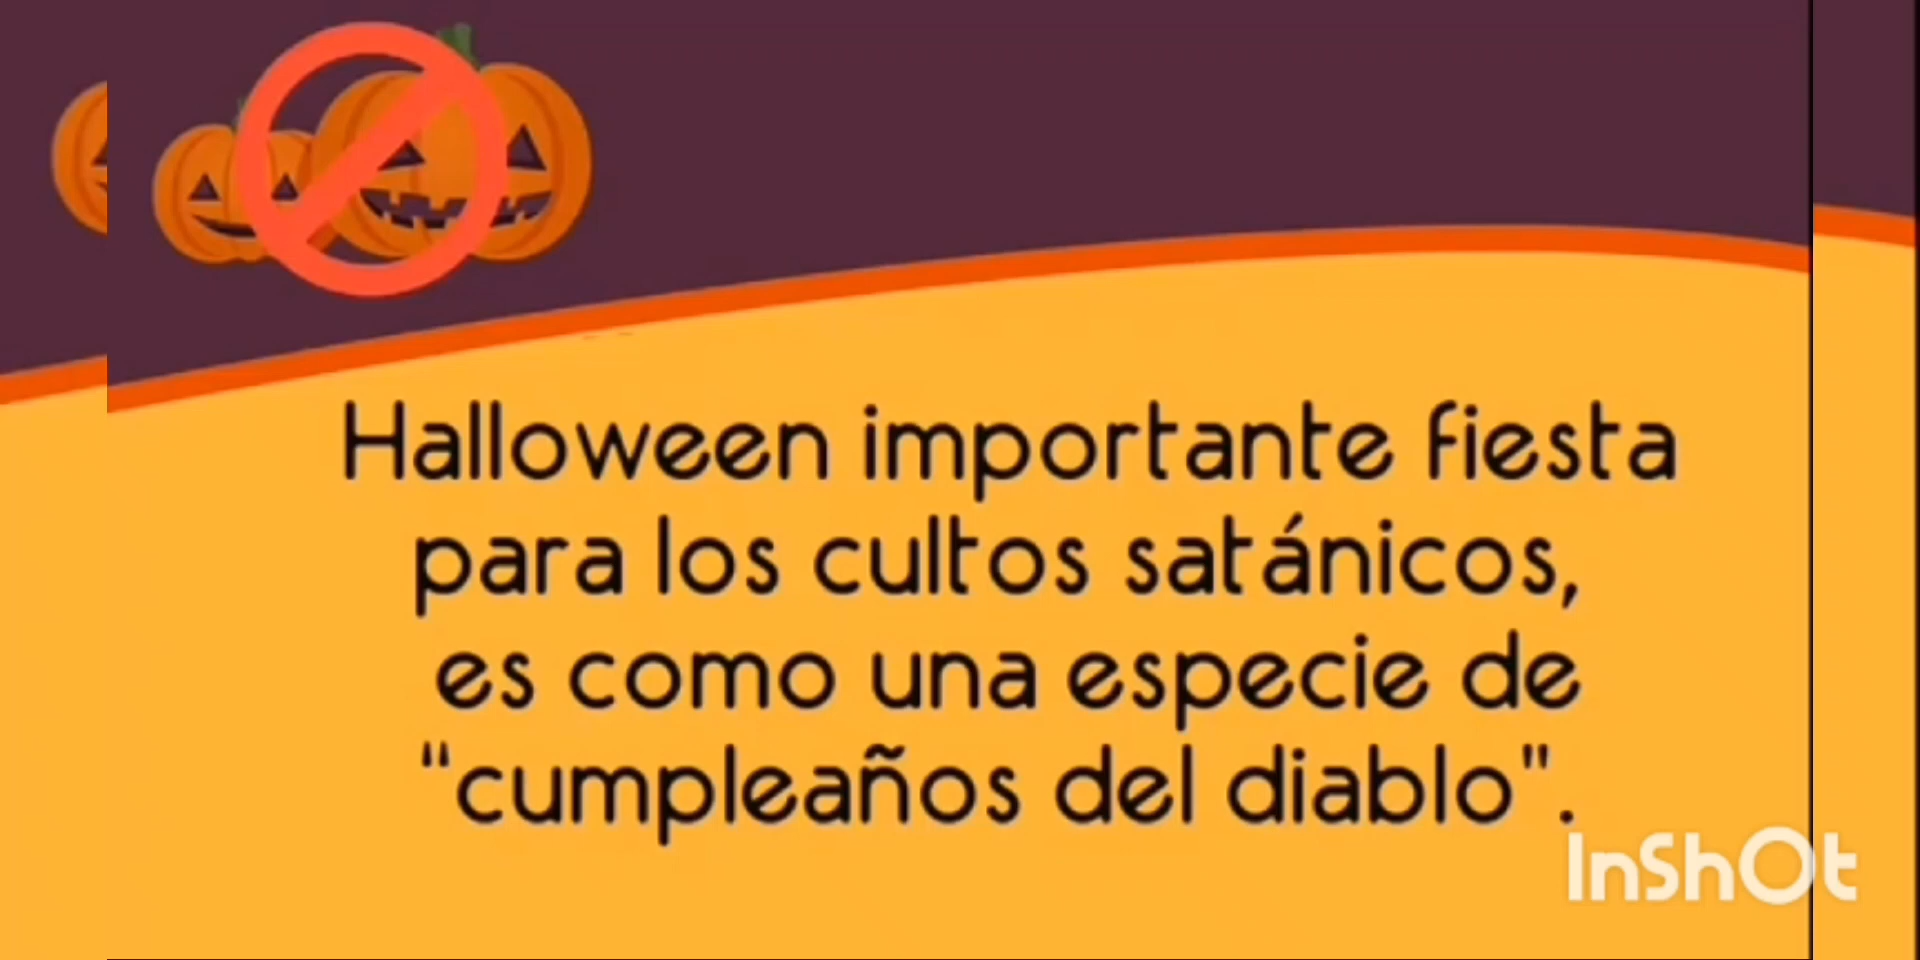 Halloween importante fiesta
para los cultos satánicos,
es como una especie de
"cumpleaños del diablo".
InShOt